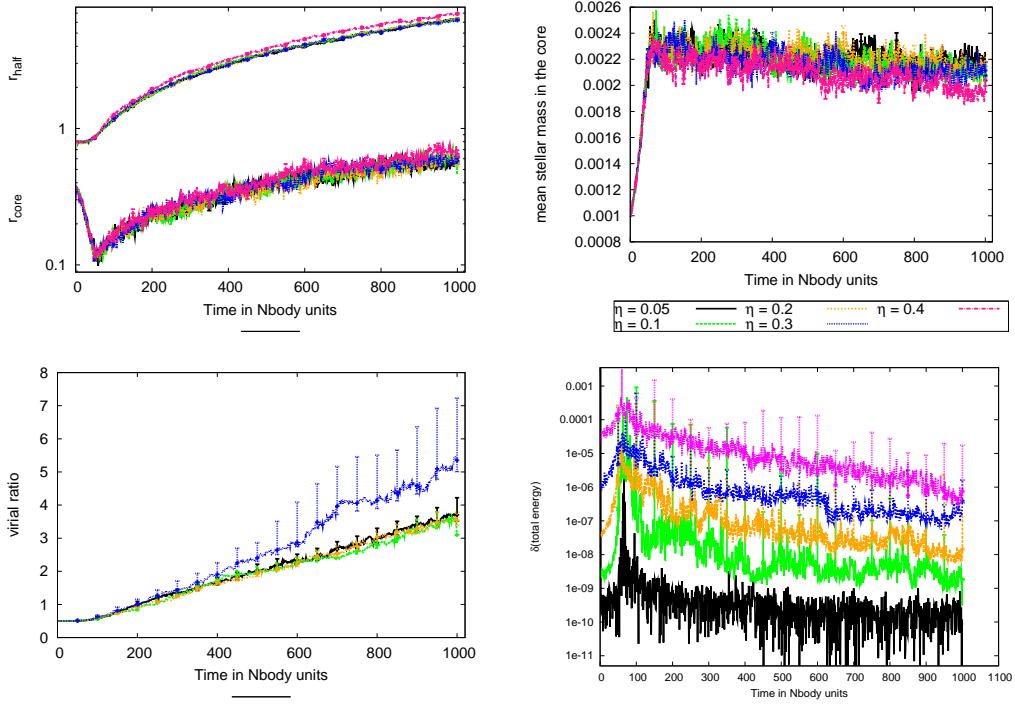 r_half
r_core
1
0.1
0 200 400 600 800 1000
Time in Nbody units
mean stellar mass in the core
0.0026
0.0024
0.0022
0.002
0.0018
0.0016
0.0014
0.0012
0.001
0.0008
0 200 400 600 800 1000
Time in Nbody units
η = 0.05 η = 0.2 η = 0.4
η = 0.1 η = 0.3
virial ratio
8
7
6
5
4
3
2
1
0
0 200 400 600 800 1000
Time in Nbody units
δ(total energy)
0.001
0.0001
1e-05
1e-06
1e-07
1e-08
1e-09
1e-10
1e-11
0 100 200 300 400 500 600 700 800 900 1000 1100
Time in Nbody units